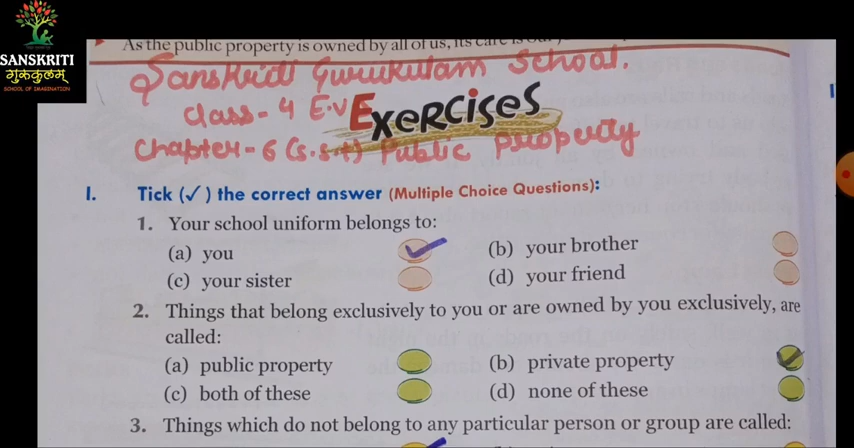 SANSKRITI
गुरुकुलम्
SCHOOL OF IMAGINATION
As the public property is owned by all of us, its care is our
Sanskriti Gurukulam School.
Class - 4 E.V
Exercises
Chapter - 6 (S.S.t) Public Property
I. Tick (✓) the correct answer (Multiple Choice Questions):
1. Your school uniform belongs to:
(a) you (b) your brother
(c) your sister (d) your friend
2. Things that belong exclusively to you or are owned by you exclusively, are
called:
(a) public property (b) private property
(c) both of these (d) none of these
3. Things which do not belong to any particular person or group are called: